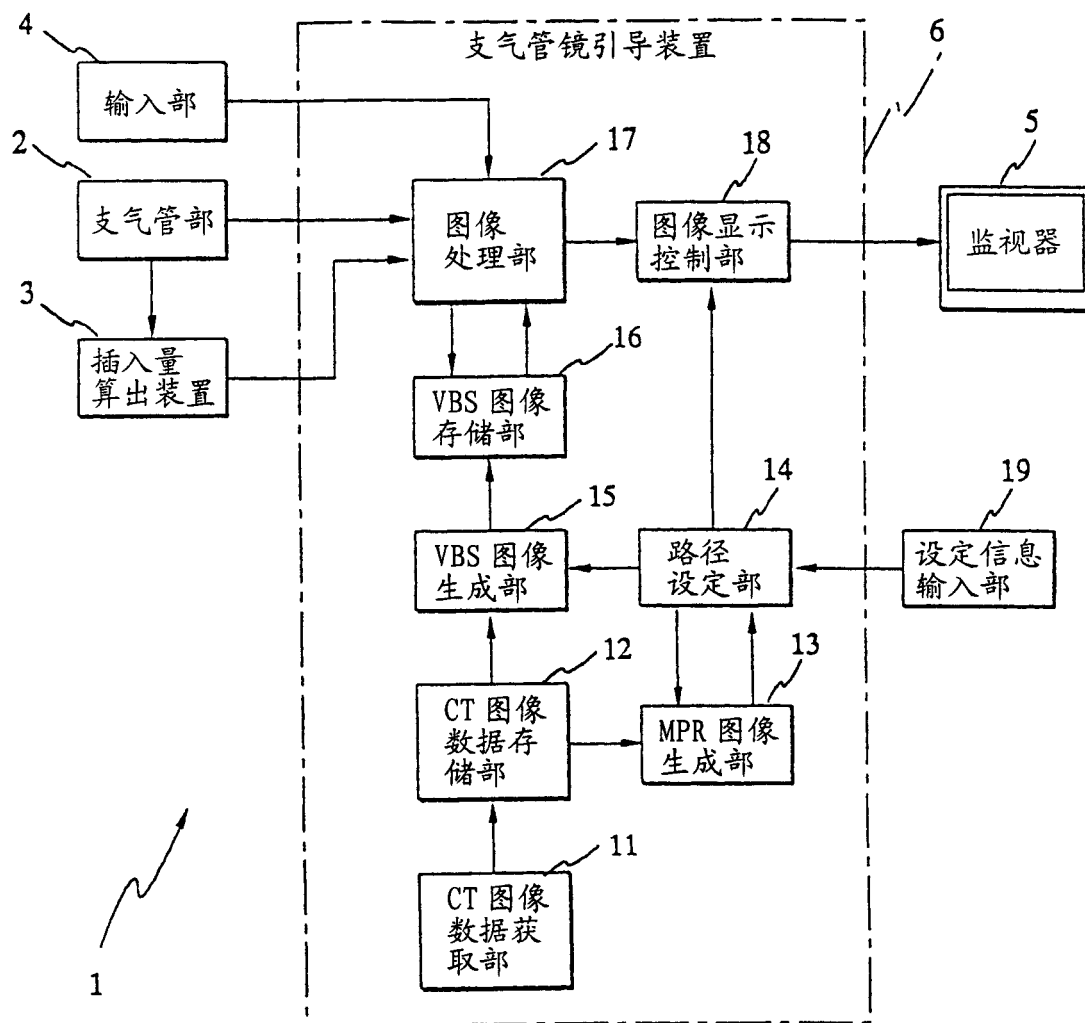 支气管镜引导装置
6
4
输入部
2
支气管部
3
插入量
算出装置
17
图像
处理部
18
图像显示
控制部
5
监视器
16
VBS 图像
存储部
15
VBS 图像
生成部
14
路径
设定部
19
设定信息
输入部
12
CT 图像
数据存
储部
13
MPR 图像
生成部
11
CT 图像
数据获
取部
1